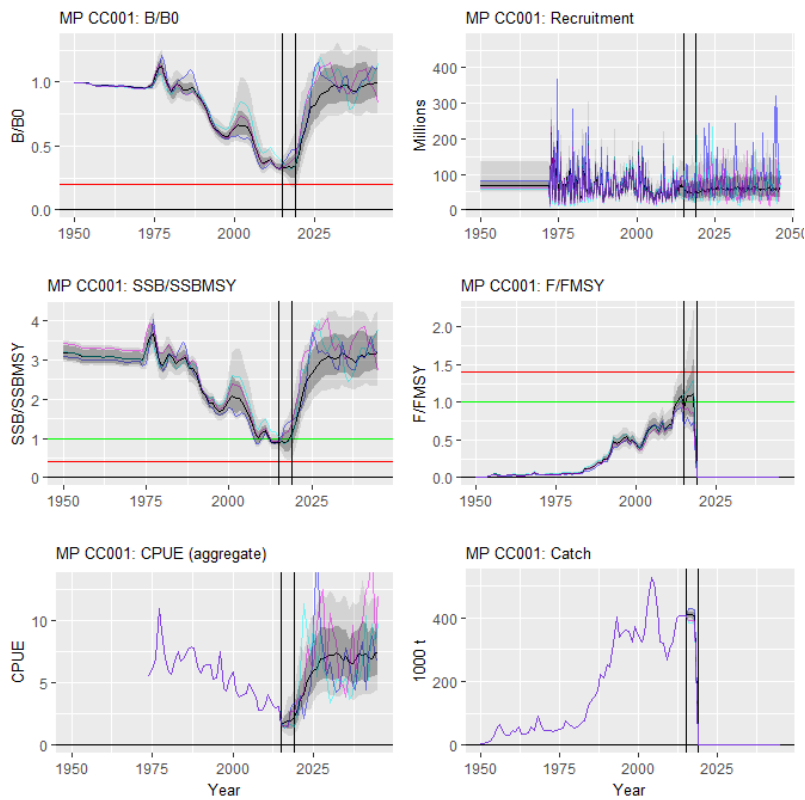 MP CC001: B/B0
B/B0
1.0
0.5
0.0
1950 1975 2000 2025
MP CC001: Recruitment
Millions
400
300
200
100
0
1950 1975 2000 2025 2050
MP CC001: SSB/SSBMSY
SSB/SSBMSY
4
3
2
1
0
1950 1975 2000 2025
MP CC001: F/FMSY
F/FMSY
2.0
1.5
1.0
0.5
0.0
1950 1975 2000 2025
MP CC001: CPUE (aggregate)
CPUE
10
5
0
1950 1975 2000 2025
Year
MP CC001: Catch
1000 t
400
200
0
1950 1975 2000 2025
Year